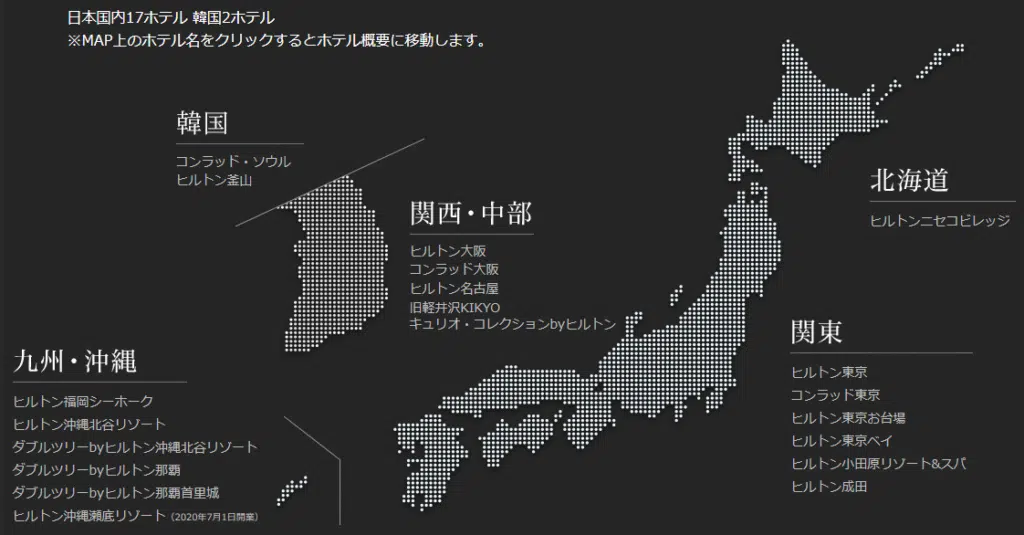 日本国内17ホテル 韓国2ホテル
※MAP上のホテル名をクリックするとホテル概要に移動します。
韓国
コンラッド・ソウル
ヒルトン釜山
北海道
ヒルトンニセコビレッジ
関西・中部
ヒルトン大阪
コンラッド大阪
ヒルトン名古屋
旧軽井沢KIKYO
キュリオ・コレクションbyヒルトン
関東
ヒルトン東京
コンラッド東京
ヒルトン東京お台場
ヒルトン東京ベイ
ヒルトン小田原リゾート&スパ
ヒルトン成田
九州・沖縄
ヒルトン福岡シーホーク
ヒルトン沖縄北谷リゾート
ダブルツリーbyヒルトン沖縄北谷リゾート
ダブルツリーbyヒルトン那覇
ダブルツリーbyヒルトン那覇首里城
ヒルトン沖縄瀬底リゾート（2020年7月1日開業）